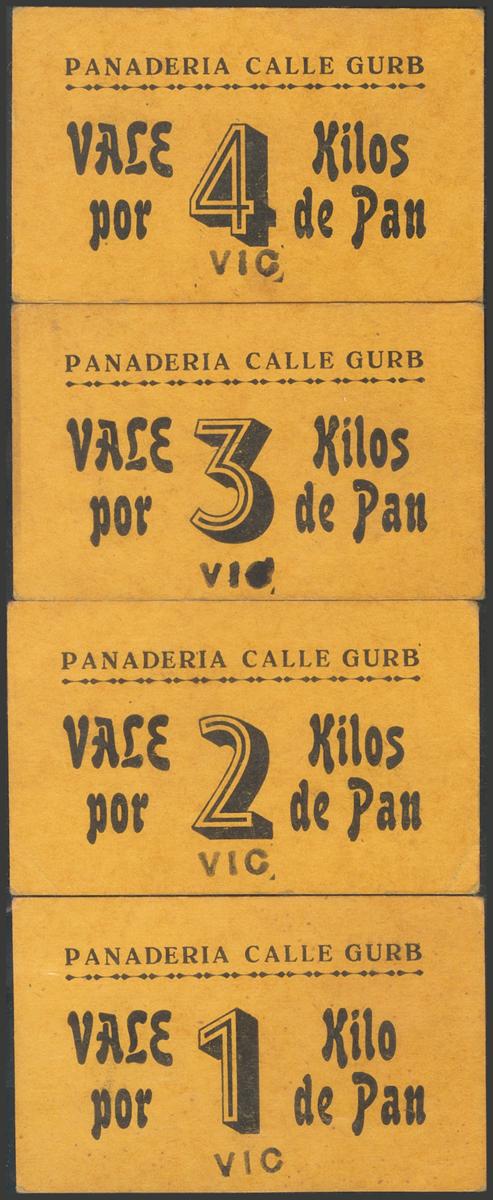 PANADERIA CALLE GURB
VALE 4 Kilos
por de Pan
VIC
PANADERIA CALLE GURB
VALE 3 Kilos
por de Pan
VIC
PANADERIA CALLE GURB
VALE 2 Kilos
por de Pan
VIC
PANADERIA CALLE GURB
VALE 1 Kilo
por de Pan
VIC